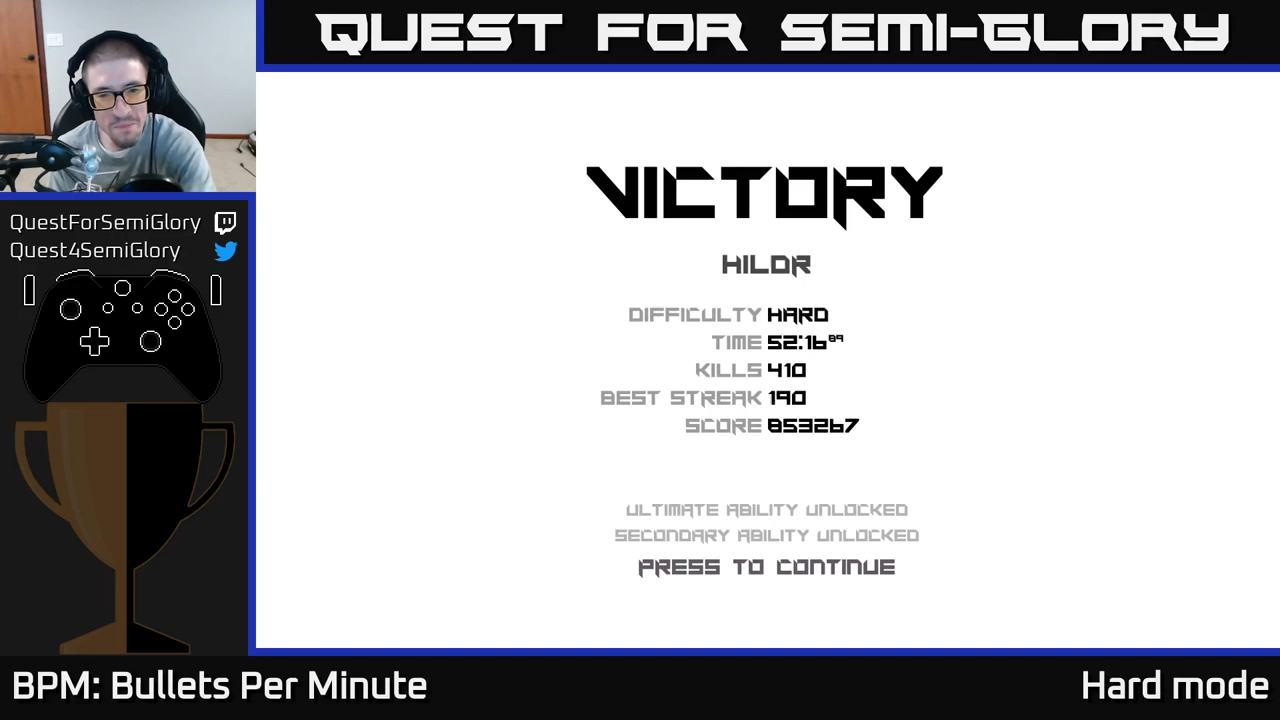 QUEST FOR SEMI-GLORY
QuestForSemiGlory
Quest4SemiGlory
VICTORY
HILDR
DIFFICULTY HARD
TIME 52:16 89
KILLS 410
BEST STREAK 190
SCORE 853267
ULTIMATE ABILITY UNLOCKED
SECONDARY ABILITY UNLOCKED
PRESS TO CONTINUE
BPM: Bullets Per Minute
Hard mode